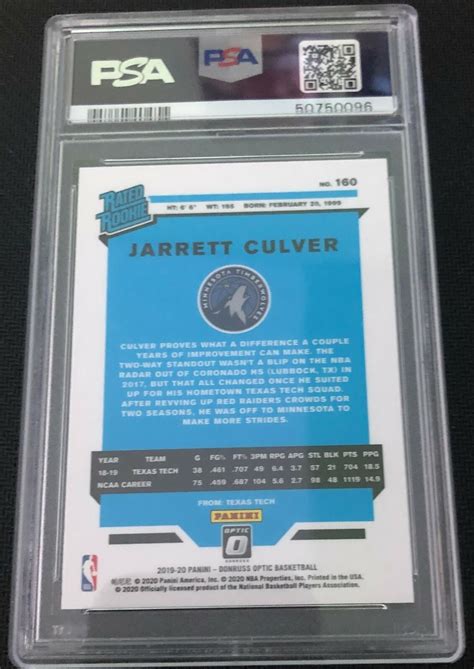 PSA
PSA
50750096
RATED ROOKIE
NO. 160
HT: 6' 6" WT: 195 BORN: FEBRUARY 20, 1999
JARRETT CULVER
MINNESOTA TIMBERWOLVES
CULVER PROVES WHAT A DIFFERENCE A COUPLE
YEARS OF IMPROVEMENT CAN MAKE. THE
TWO-WAY STANDOUT WASN'T A BLIP ON THE NBA
RADAR OUT OF CORONADO HS (LUBBOCK, TX) IN
2017, BUT THAT ALL CHANGED ONCE HE SUITED
UP FOR HIS HOMETOWN TEXAS TECH SQUAD.
AFTER REVVING UP RED RAIDERS CROWDS FOR
TWO SEASONS, HE WAS OFF TO MINNESOTA TO
MAKE MORE STRIDES.
YEAR TEAM G FG% FT% 3PM RPG APG STL BLK PTS PPG
18-19 TEXAS TECH 38 .461 .707 49 6.4 3.7 57 21 704 18.5
NCAA CAREER 75 .459 .687 104 5.6 2.7 98 48 1119 14.9
FROM: TEXAS TECH
PANINI
OPTIC
DONRUSS
NBA
2019-20 PANINI - DONRUSS OPTIC BASKETBALL
© 2020 Panini America, Inc. © 2020 NBA Properties, Inc. Printed in the USA.
© 2020 Officially licensed product of the National Basketball Players Association.